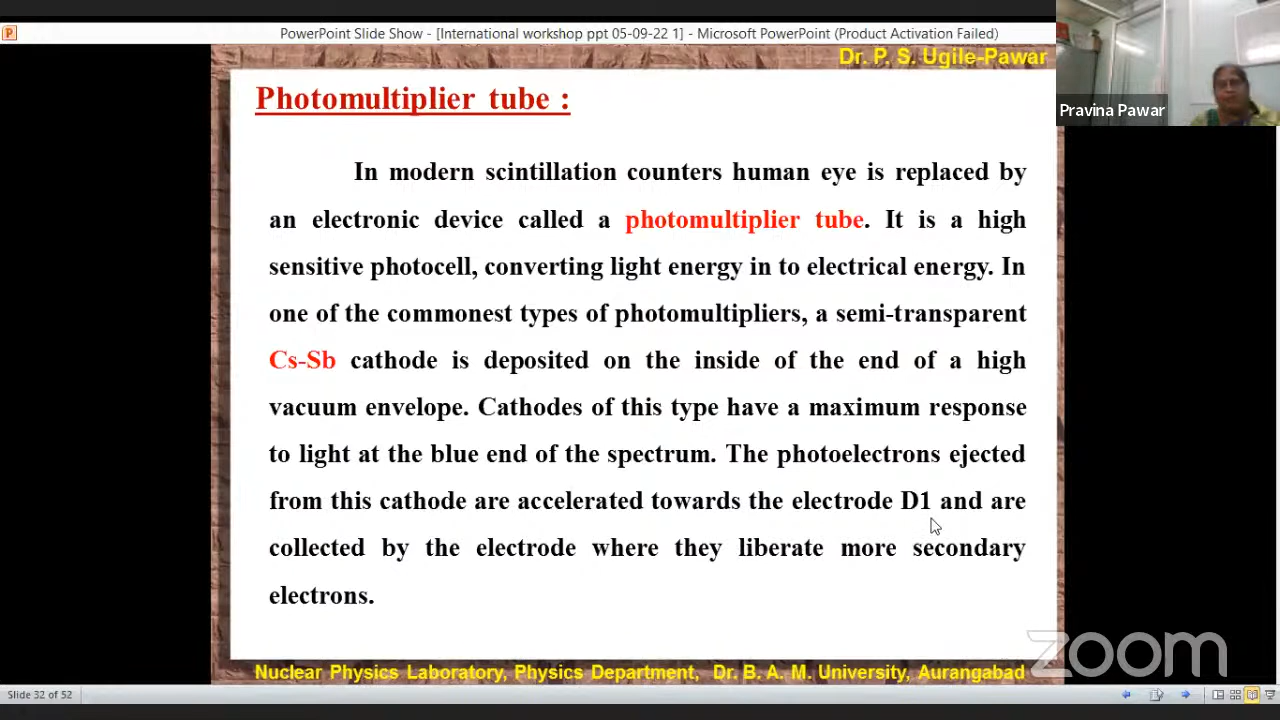 PowerPoint Slide Show - [International workshop ppt 05-09-22 1] - Microsoft PowerPoint (Product Activation Failed)
Dr. P. S. Ugile-Pawar
Pravina Pawar
Photomultiplier tube :
In modern scintillation counters human eye is replaced by
an electronic device called a photomultiplier tube. It is a high
sensitive photocell, converting light energy in to electrical energy. In
one of the commonest types of photomultipliers, a semi-transparent
Cs-Sb cathode is deposited on the inside of the end of a high
vacuum envelope. Cathodes of this type have a maximum response
to light at the blue end of the spectrum. The photoelectrons ejected
from this cathode are accelerated towards the electrode D1 and are
collected by the electrode where they liberate more secondary
electrons.
zoom
Nuclear Physics Laboratory, Physics Department, Dr. B. A. M. University, Aurangabad
Slide 32 of 52